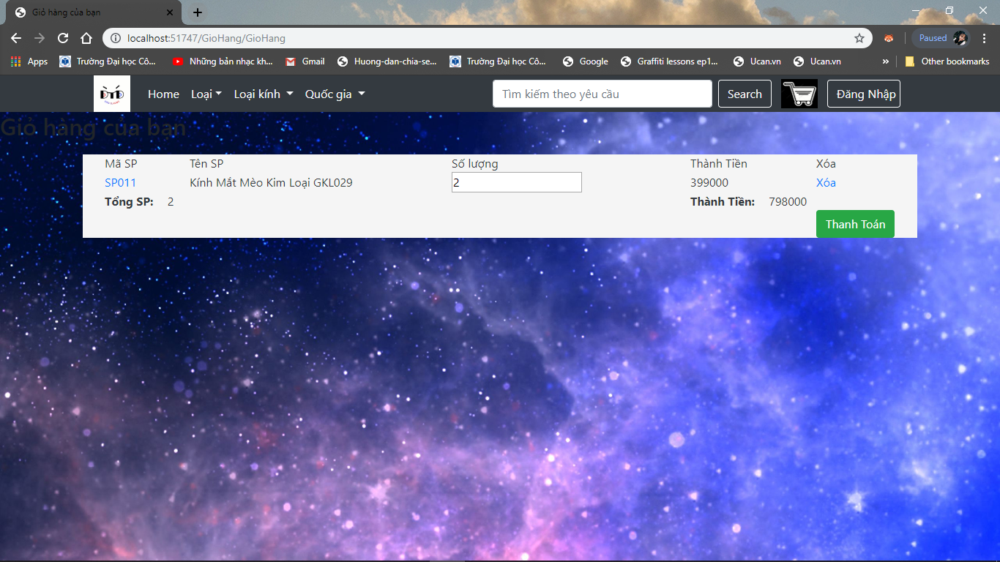 Giỏ hàng của bạn
localhost:51747/GioHang/GioHang
Paused
Apps Trường Đại học Cô... Những bản nhạc kh... Gmail Huong-dan-chia-se... Trường Đại học Cô... Google Graffiti lessons ep1... Ucan.vn Ucan.vn » Other bookmarks
Home Loại Loại kính Quốc gia Tìm kiếm theo yêu cầu Search Đăng Nhập
Giỏ hàng của bạn
Mã SP Tên SP Số lượng Thành Tiền Xóa
SP011 Kính Mắt Mèo Kim Loại GKL029 2 399000 Xóa
Tổng SP: 2 Thành Tiền: 798000
Thanh Toán